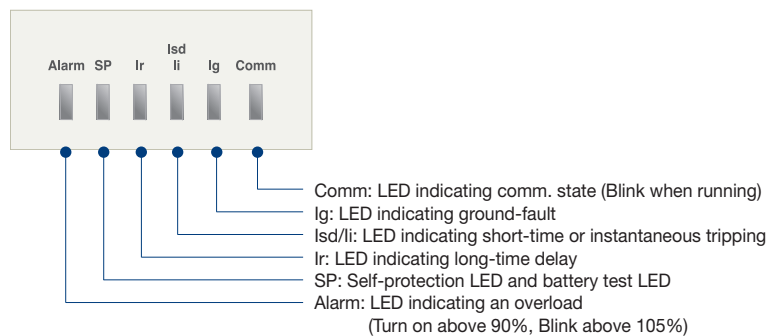 Isd
Alarm SP Ir Ii Ig Comm
Comm: LED indicating comm. state (Blink when running)
Ig: LED indicating ground-fault
Isd/Ii: LED indicating short-time or instantaneous tripping
Ir: LED indicating long-time delay
SP: Self-protection LED and battery test LED
Alarm: LED indicating an overload
(Turn on above 90%, Blink above 105%)